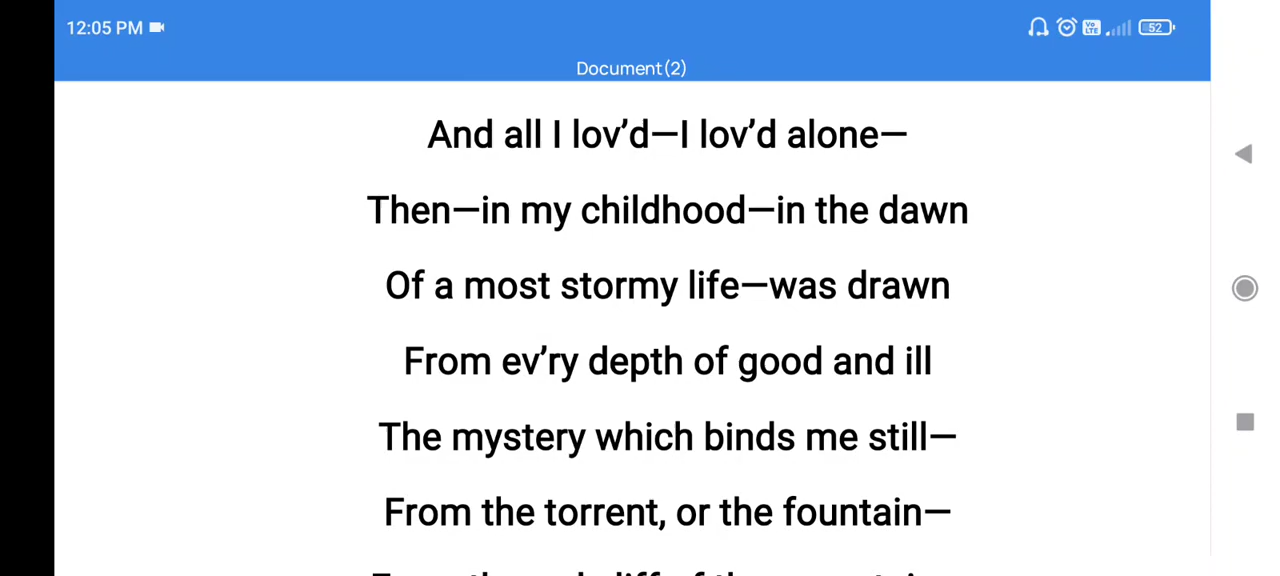 12:05 PM
Vo LTE
52
Document(2)
And all I lov’d—I lov’d alone—
Then—in my childhood—in the dawn
Of a most stormy life—was drawn
From ev’ry depth of good and ill
The mystery which binds me still—
From the torrent, or the fountain—